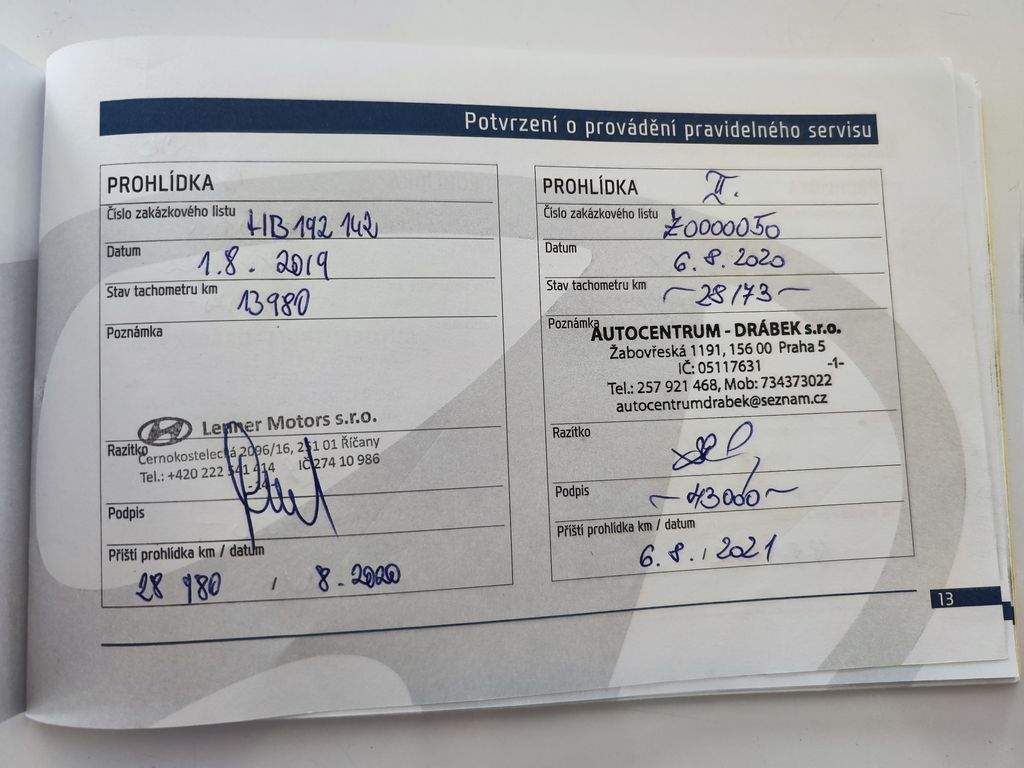 Potvrzení o provádění pravidelného servisu
PROHLÍDKA
Číslo zakázkového listu HB192 142
Datum 1.8. 2019
Stav tachometru km 13980
Poznámka
Lenner Motors s.r.o.
Razítko
Černokostelecká 2096/16, 251 01 Říčany
Tel.: +420 222 541 414 IČ 274 10 986
Podpis
Příští prohlídka km / datum
28 980 , 8. 2020
PROHLÍDKA II.
Číslo zakázkového listu Z0000050
Datum 6.8.2020
Stav tachometru km ~28173~
Poznámka
AUTOCENTRUM - DRÁBEK s.r.o.
Žabovřeská 1191, 156 00 Praha 5
IČ: 05117631 -1-
Tel.: 257 921 468, Mob: 734373022
autocentrumdrabek@seznam.cz
Razítko
Podpis ~43000~
Příští prohlídka km / datum
6.8., 2021
13